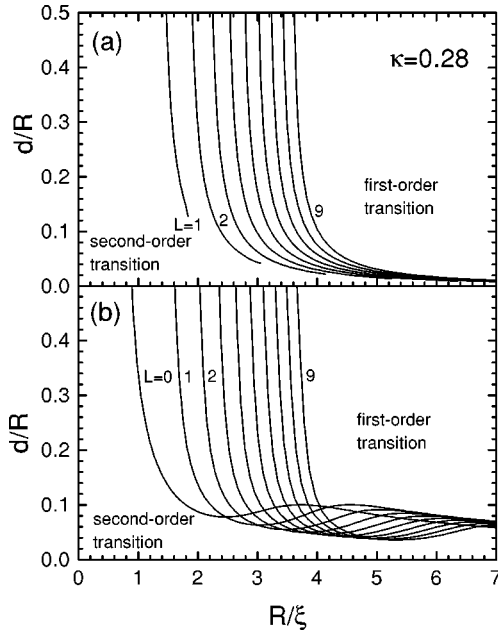 (a)
κ=0.28
0.5
0.4
0.3
0.2
0.1
0.0
d/R
L=1
2
9
second-order
transition
first-order
transition
(b)
0.4
0.3
0.2
0.1
0.0
d/R
L=0
1
2
9
first-order
transition
second-order
transition
0 1 2 3 4 5 6 7
R/ξ